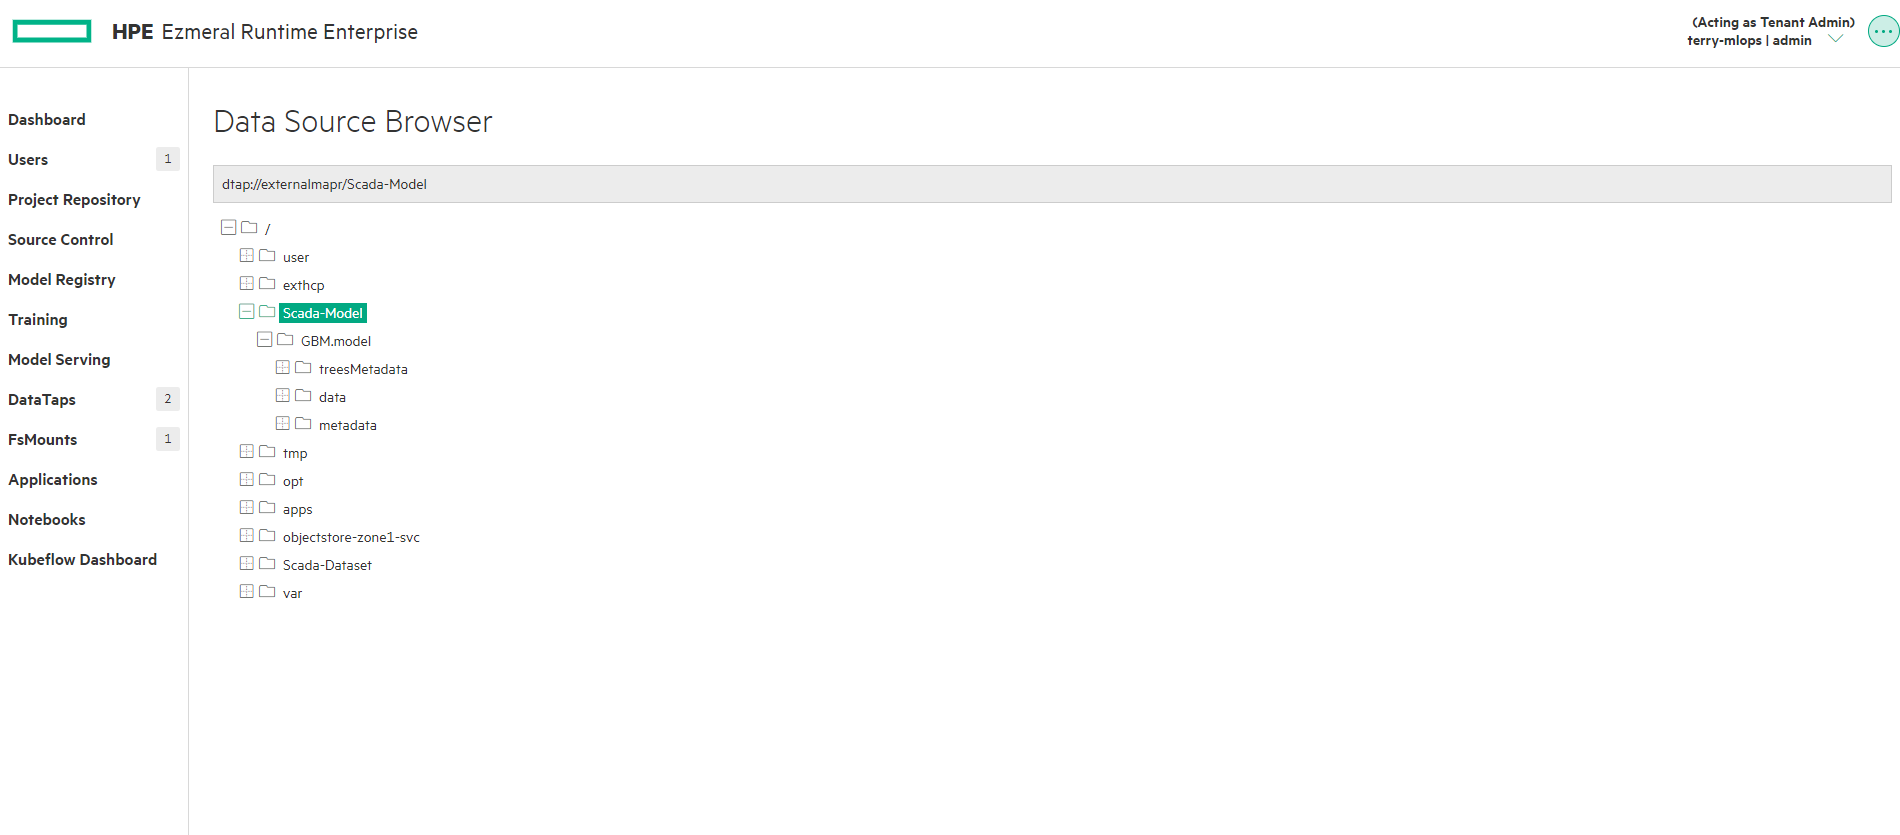 HPE Ezmeral Runtime Enterprise
(Acting as Tenant Admin)
terry-mlops | admin
Dashboard
Users 1
Project Repository
Source Control
Model Registry
Training
Model Serving
DataTaps 2
FsMounts 1
Applications
Notebooks
Kubeflow Dashboard
Data Source Browser
dtap://externalmapr/Scada-Model
/
user
exthcp
Scada-Model
GBM.model
treesMetadata
data
metadata
tmp
opt
apps
objectstore-zone1-svc
Scada-Dataset
var